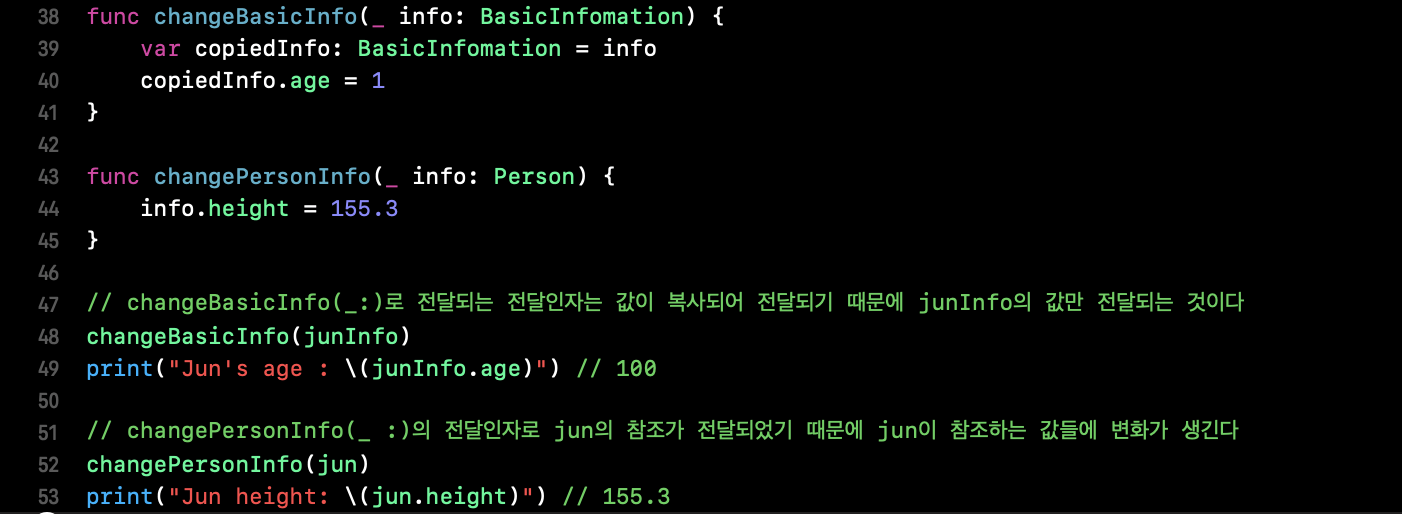 38 func changeBasicInfo(_ info: BasicInfomation) {
39     var copiedInfo: BasicInfomation = info
40     copiedInfo.age = 1
41 }
42
43 func changePersonInfo(_ info: Person) {
44     info.height = 155.3
45 }
46
47 // changeBasicInfo(_:)로 전달되는 전달인자는 값이 복사되어 전달되기 때문에 junInfo의 값만 전달되는 것이다
48 changeBasicInfo(junInfo)
49 print("Jun's age : \(junInfo.age)") // 100
50
51 // changePersonInfo(_ :)의 전달인자로 jun의 참조가 전달되었기 때문에 jun이 참조하는 값들에 변화가 생긴다
52 changePersonInfo(jun)
53 print("Jun height: \(jun.height)") // 155.3